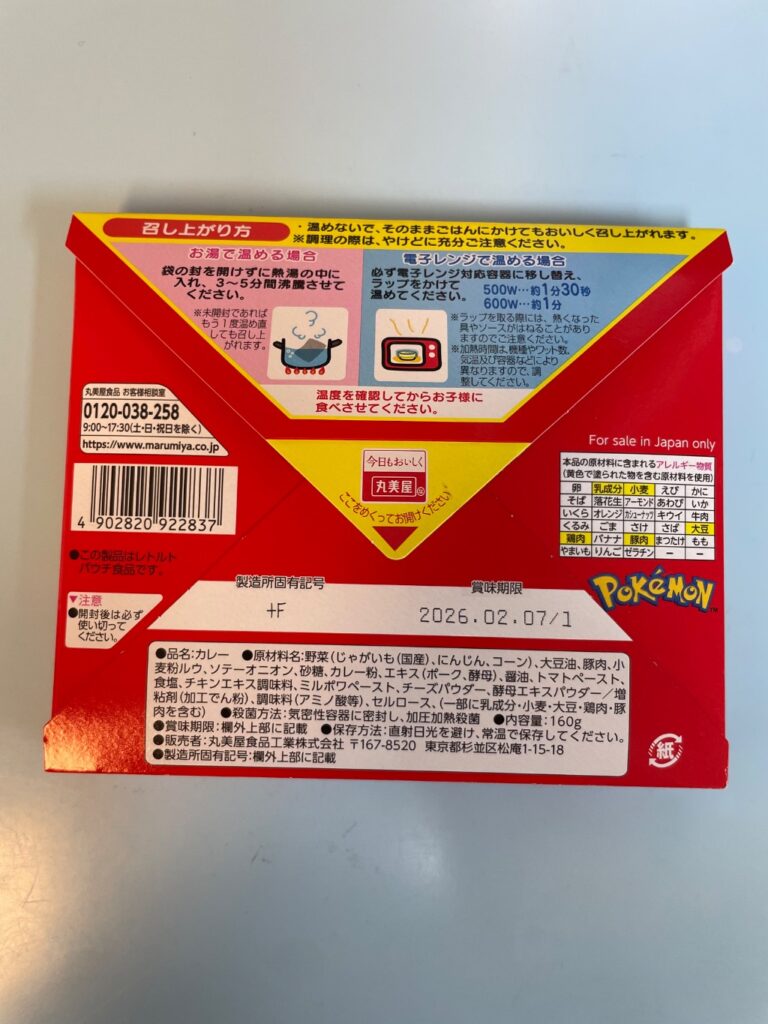 召し上がり方
・温めないで、そのままごはんにかけてもおいしく召し上がれます。
※調理の際は、やけどに充分ご注意ください。
お湯で温める場合
袋の封を開けずに熱湯の中に
入れ、3〜5分間沸騰させて
ください。
※未開封であれば
もう1度温め直
しても召し上
がれます。
電子レンジで温める場合
必ず電子レンジ対応容器に移し替え、
ラップをかけて
温めてください。
500W…約1分30秒
600W…約1分
※ラップを取る際には、熱くなった
具やソースがはねることがあり
ますのでご注意ください。
※加熱時間は、機種やワット数、
気温及び容器などにより
異なりますので、調
整してください。
温度を確認してからお子様に
食べさせてください。
丸美屋食品 お客様相談室
0120-038-258
9:00〜17:30(土・日・祝日を除く)
https://www.marumiya.co.jp
4 902820 922837
●この製品はレトルト
パウチ食品です。
▼注意
●開封後は必ず
使い切って
ください。
今日もおいしく
丸美屋
ここをめくってお開けください
For sale in Japan only
本品の原材料に含まれるアレルギー物質
(黄色で塗られた物を含む原材料を使用)
卵 乳成分 小麦 えび かに
そば 落花生 アーモンド あわび いか
いくら オレンジ カシューナッツ キウイ 牛肉
くるみ ごま さけ さば 大豆
鶏肉 バナナ 豚肉 まつたけ もも
やまいも りんご ゼラチン － －
POKéMON™
製造所固有記号
+F
賞味期限
2026.02.07/1
●品名:カレー ●原材料名:野菜(じゃがいも(国産)、にんじん、コーン)、大豆油、豚肉、小
麦粉ルウ、ソテーオニオン、砂糖、カレー粉、エキス(ポーク、酵母)、醤油、トマトペースト、
食塩、チキンエキス調味料、ミルポワペースト、チーズパウダー、酵母エキスパウダー／増
粘剤(加工でん粉)、調味料(アミノ酸等)、セルロース、(一部に乳成分・小麦・大豆・鶏肉・豚
肉を含む) ●殺菌方法:気密性容器に密封し、加圧加熱殺菌 ●内容量:160g
●賞味期限:欄外上部に記載 ●保存方法:直射日光を避け、常温で保存してください。
●販売者:丸美屋食品工業株式会社 〒167-8520 東京都杉並区松庵1-15-18
●製造所固有記号:欄外上部に記載
紙